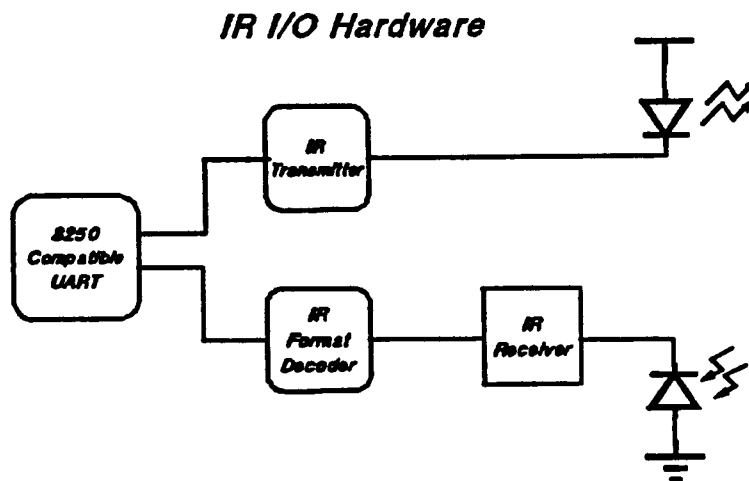 IR I/O Hardware
IR
Transmitter
8250
Compatible
UART
IR
Format
Decoder
IR
Receiver